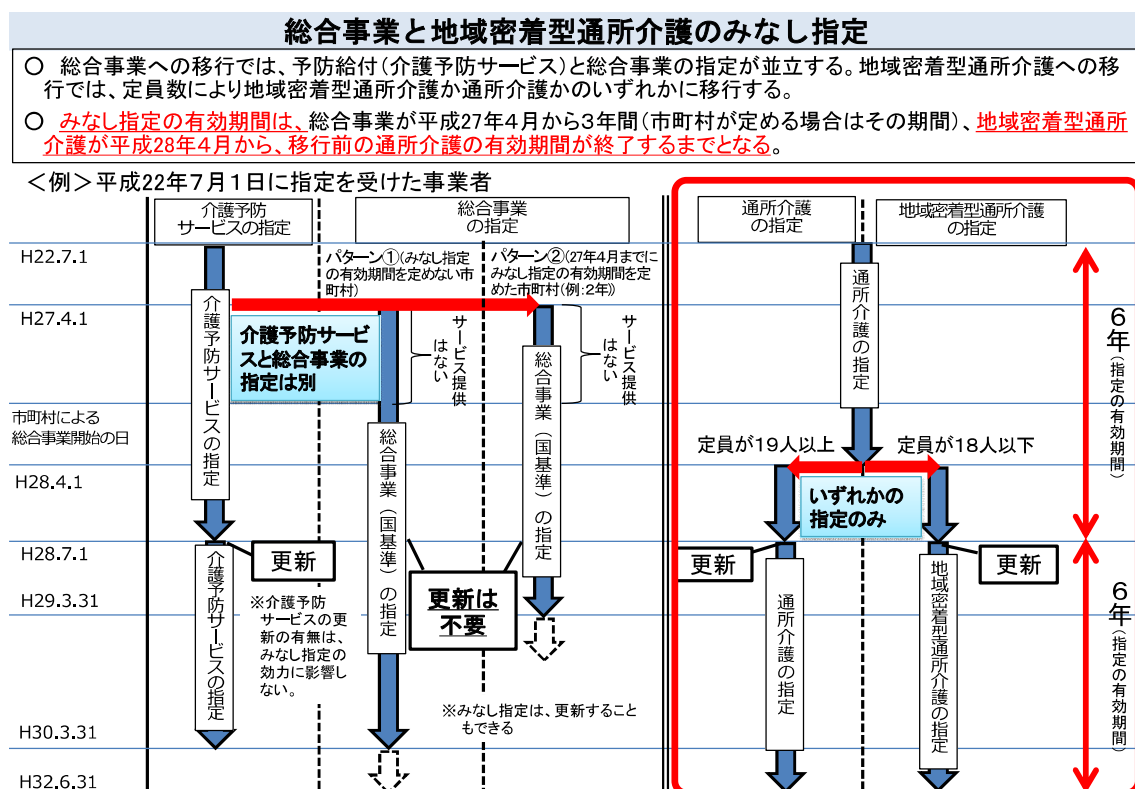 総合事業と地域密着型通所介護のみなし指定
○　総合事業への移行では、予防給付(介護予防サービス)と総合事業の指定が並立する。地域密着型通所介護への移
行では、定員数により地域密着型通所介護か通所介護かのいずれかに移行する。
○　みなし指定の有効期間は、総合事業が平成27年4月から3年間(市町村が定める場合はその期間)、地域密着型通所
介護が平成28年4月から、移行前の通所介護の有効期間が終了するまでとなる。
＜例＞平成22年7月1日に指定を受けた事業者
介護予防
サービスの指定
総合事業
の指定
通所介護
の指定
地域密着型通所介護
の指定
H22.7.1
H27.4.1
市町村による
総合事業開始の日
H28.4.1
H28.7.1
H29.3.31
H30.3.31
H32.6.31
パターン①(みなし指定
の有効期間を定めない市
町村)
パターン②(27年4月までに
みなし指定の有効期間を定
めた市町村(例:2年))
介護予防サービスの指定
介護予防サービ
スと総合事業の
指定は別
サービス提供
はない
サービス提供
はない
総合事業（国基準）の指定
総合事業（国基準）の指定
更新
介護予防サービスの指定
※介護予防
サービスの更
新の有無は、
みなし指定の
効力に影響し
ない。
更新は
不要
※みなし指定は、更新すること
もできる
通所介護の指定
定員が19人以上
定員が18人以下
いずれかの
指定のみ
更新
更新
通所介護の指定
地域密着型通所介護の指定
6年(指定の有効期間)
6年(指定の有効期間)